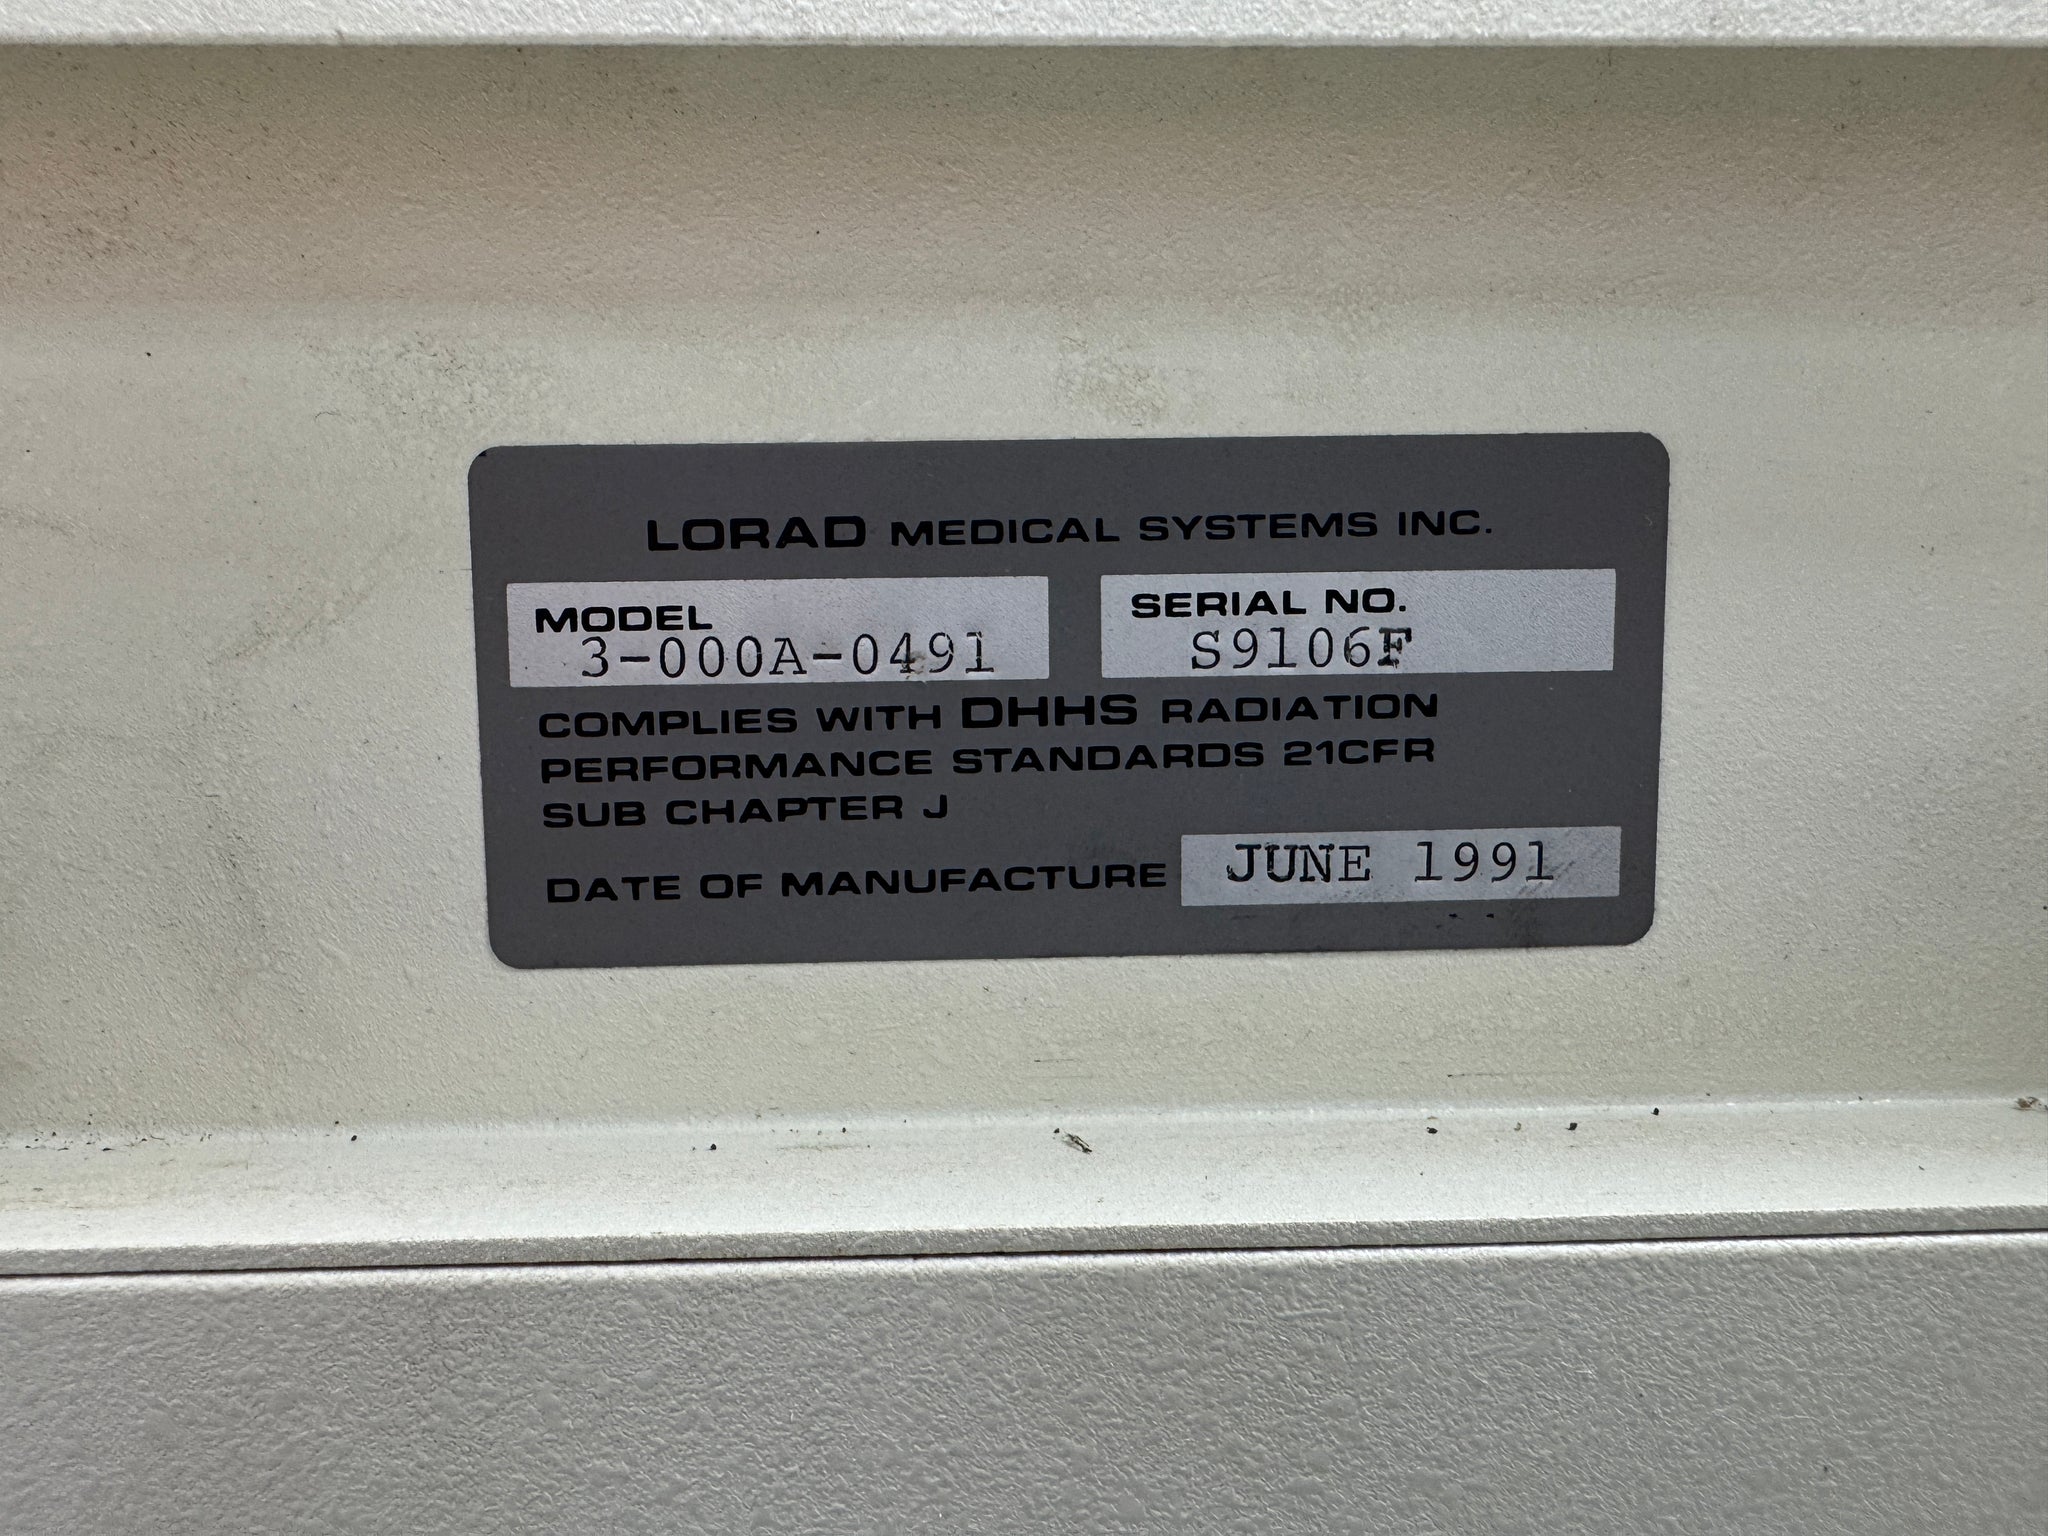 LORAD MEDICAL SYSTEMS INC.
MODEL
3-000A-0491
SERIAL NO.
S9106F
COMPLIES WITH DHHS RADIATION
PERFORMANCE STANDARDS 21CFR
SUB CHAPTER J
DATE OF MANUFACTURE JUNE 1991